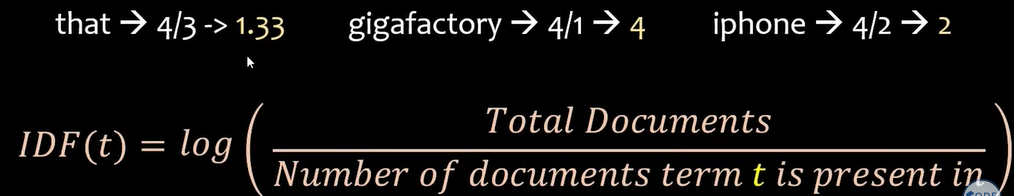 that → 4/3 -> 1.33 gigafactory → 4/1 → 4 iphone → 4/2 → 2
IDF(t) = log ( Total Documents
Number of documents term t is present in )